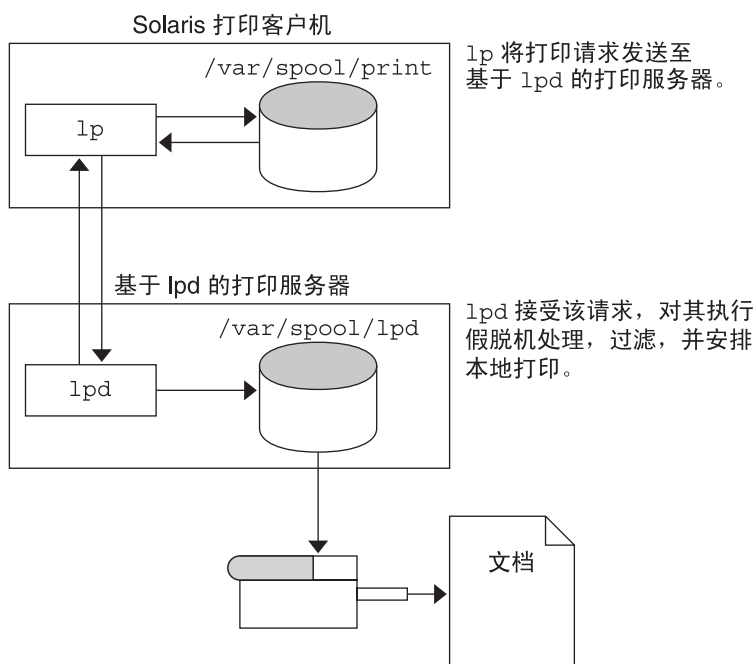 Solaris 打印客户机
/var/spool/print
lp
lp 将打印请求发送至
基于 lpd 的打印服务器。
基于 lpd 的打印服务器
/var/spool/lpd
lpd
lpd 接受该请求，对其执行
假脱机处理，过滤，并安排
本地打印。
文档